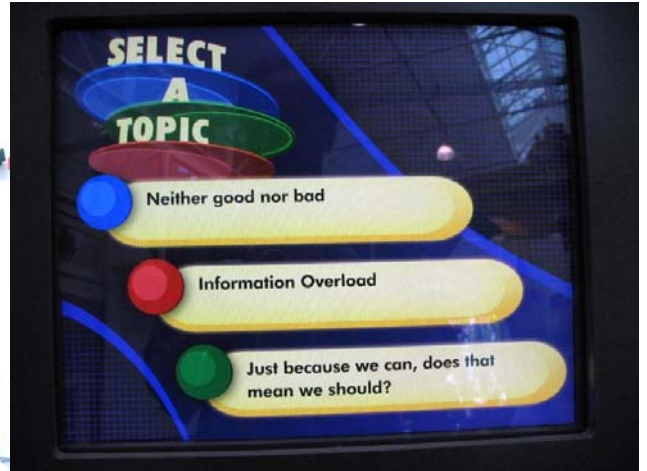 SELECT
A
TOPIC
Neither good nor bad
Information Overload
Just because we can, does that
mean we should?